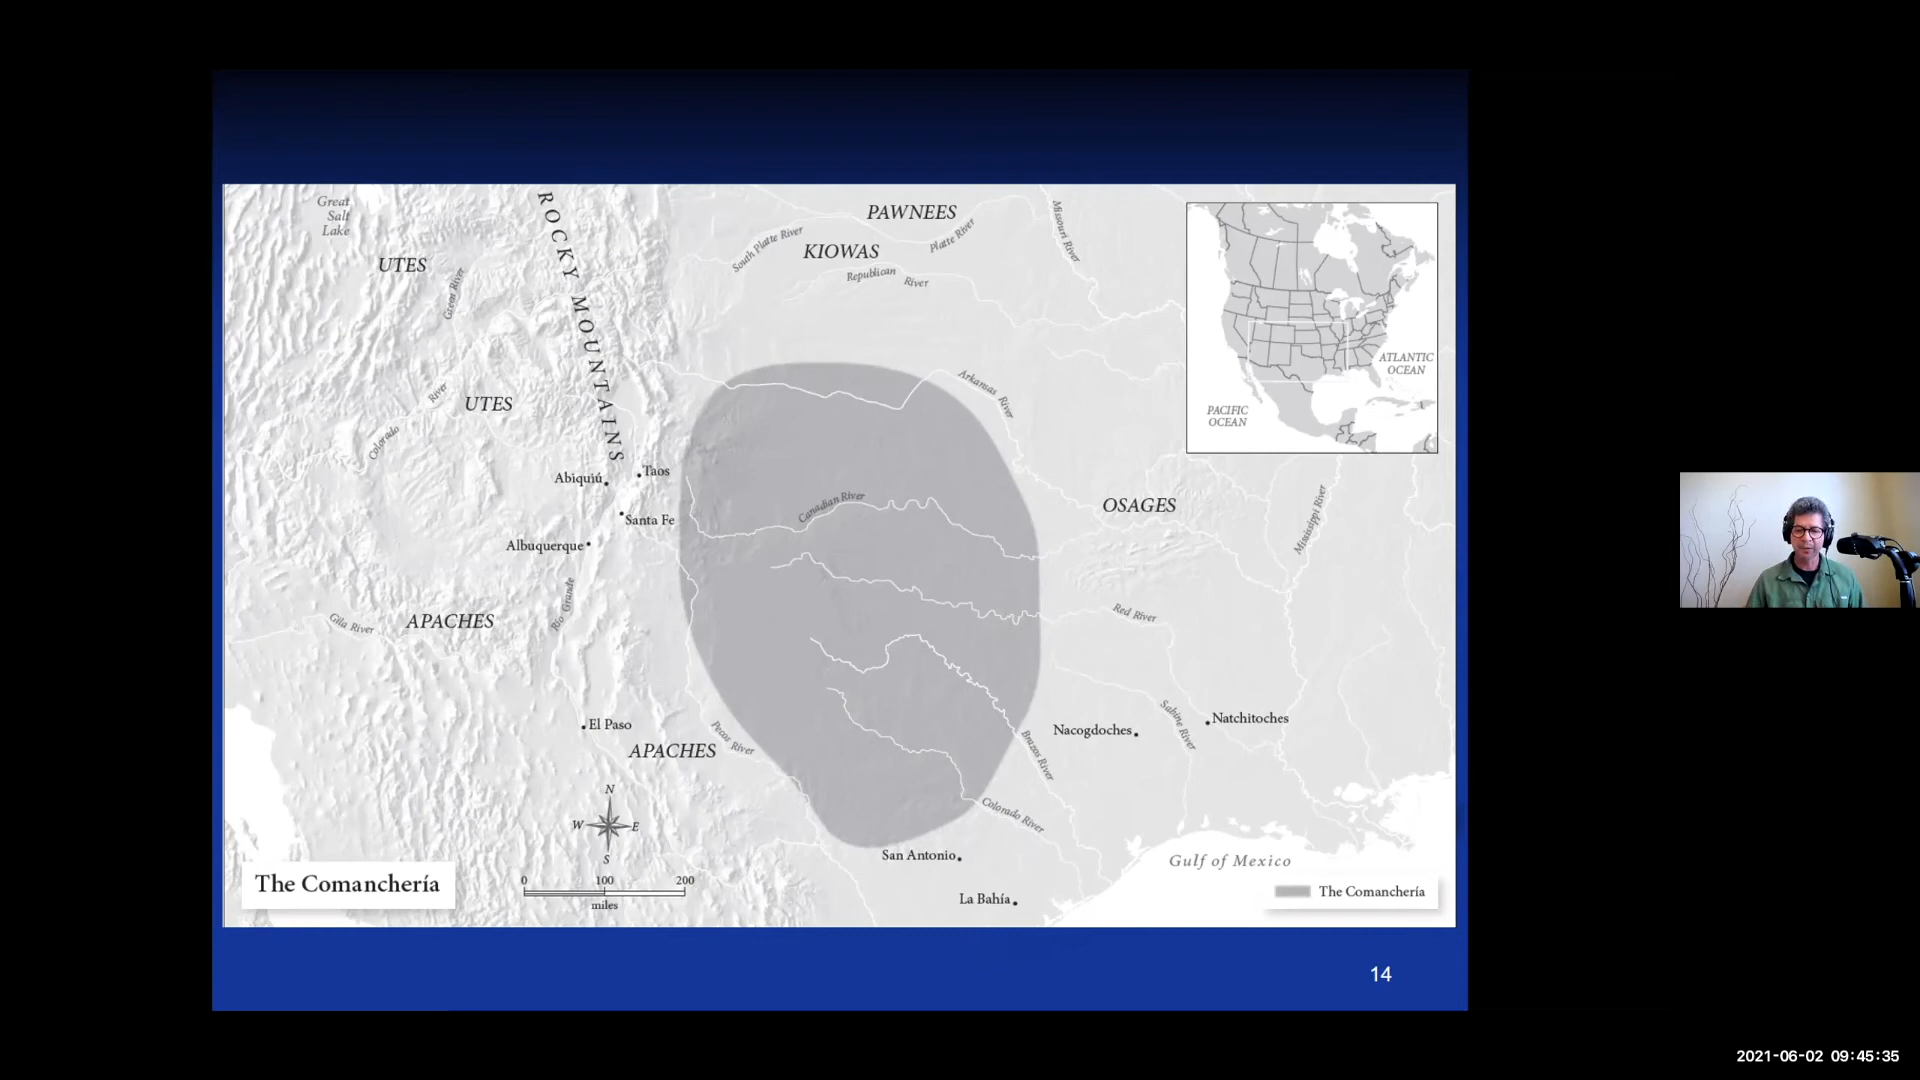 Great
Salt
Lake
ROCKY MOUNTAINS
PAWNEES
Missouri River
South Platte River
Platte River
KIOWAS
UTES
Green River
Republican River
ATLANTIC
OCEAN
PACIFIC
OCEAN
Arkansas River
UTES
Colorado River
Taos
Abiquiú
Santa Fe
Canadian River
OSAGES
Mississippi River
Albuquerque
Rio Grande
APACHES
Gila River
Red River
El Paso
APACHES
Pecos River
Brazos River
Nacogdoches
Sabine River
Natchitoches
N
W E
S
Colorado River
San Antonio
Gulf of Mexico
The Comanchería
0 100 200
miles
La Bahía
The Comanchería
14
2021-06-02 09:45:35